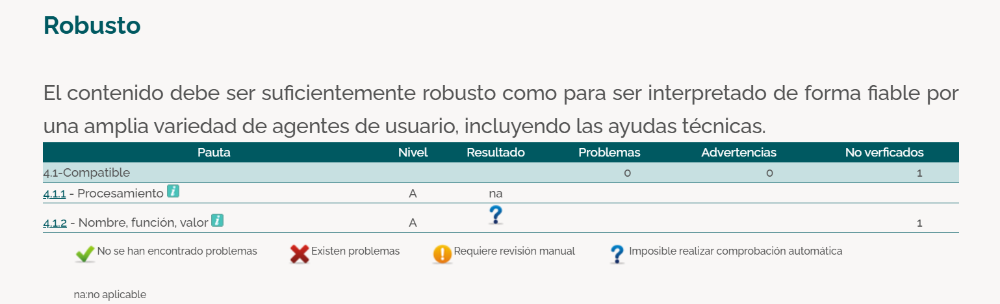 Robusto
El contenido debe ser suficientemente robusto como para ser interpretado de forma fiable por
una amplia variedad de agentes de usuario, incluyendo las ayudas técnicas.
Pauta Nivel Resultado Problemas Advertencias No verficados
4.1-Compatible 0 0 1
4.1.1 - Procesamiento i A na
4.1.2 - Nombre, función, valor i A ? 1
No se han encontrado problemas Existen problemas Requiere revisión manual ? Imposible realizar comprobación automática
na:no aplicable